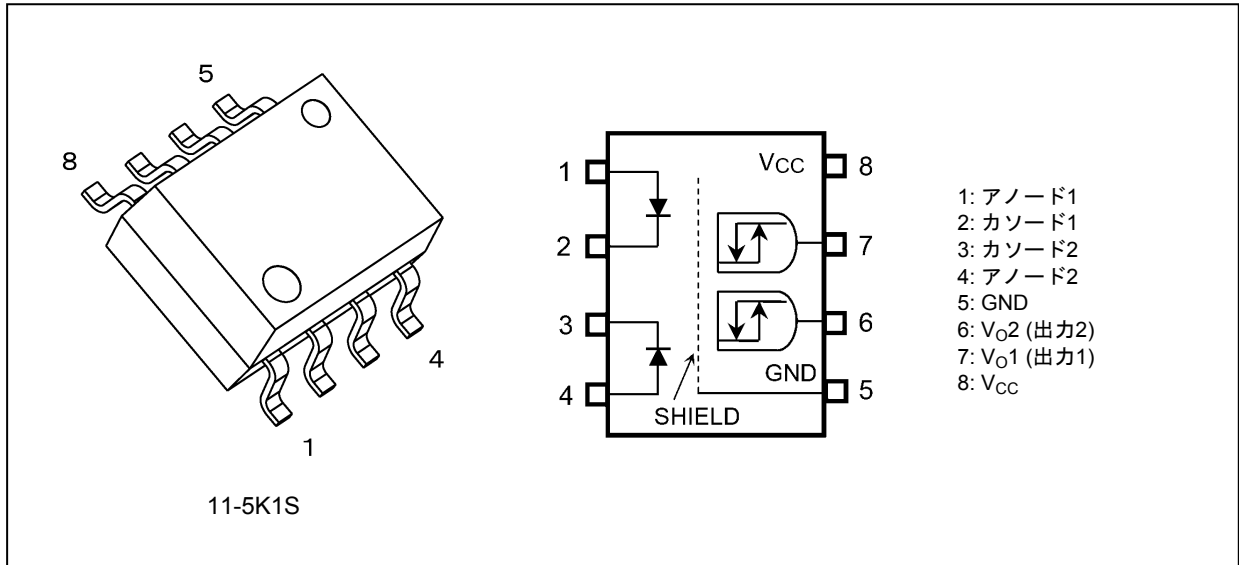 5
8
4
1
11-5K1S
1
2
3
4
VCC
8
7
6
GND
5
SHIELD
1: アノード1
2: カソード1
3: カソード2
4: アノード2
5: GND
6: VO2 (出力2)
7: VO1 (出力1)
8: VCC